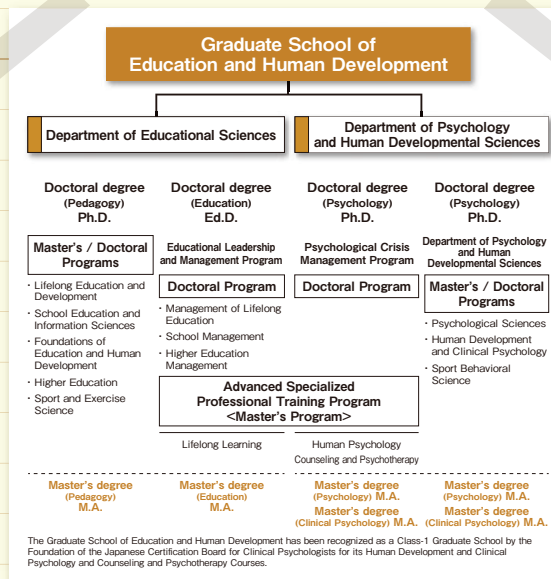 Graduate School of
Education and Human Development
Department of Educational Sciences
Department of Psychology
and Human Developmental Sciences
Doctoral degree
(Pedagogy)
Ph.D.
Master's / Doctoral
Programs
・Lifelong Education and
Development
・School Education and
Information Sciences
・Foundations of
Education and Human
Development
・Higher Education
・Sport and Exercise
Science
Doctoral degree
(Education)
Ed.D.
Educational Leadership
and Management Program
Doctoral Program
・Management of Lifelong
Education
・School Management
・Higher Education
Management
Doctoral degree
(Psychology)
Ph.D.
Psychological Crisis
Management Program
Doctoral Program
Doctoral degree
(Psychology)
Ph.D.
Department of Psychology
and Human
Developmental Sciences
Master's / Doctoral
Programs
・Psychological Sciences
・Human Development
and Clinical Psychology
・Sport Behavioral
Science
Advanced Specialized
Professional Training Program
<Master's Program>
Lifelong Learning
Human Psychology
Counseling and Psychotherapy
Master's degree
(Pedagogy)
M.A.
Master's degree
(Education)
M.A.
Master's degree
(Psychology) M.A.
Master's degree
(Clinical Psychology) M.A.
Master's degree
(Psychology) M.A.
Master's degree
(Clinical Psychology) M.A.
The Graduate School of Education and Human Development has been recognized as a Class-1 Graduate School by the
Foundation of the Japanese Certification Board for Clinical Psychologists for its Human Development and Clinical
Psychology and Counseling and Psychotherapy Courses.